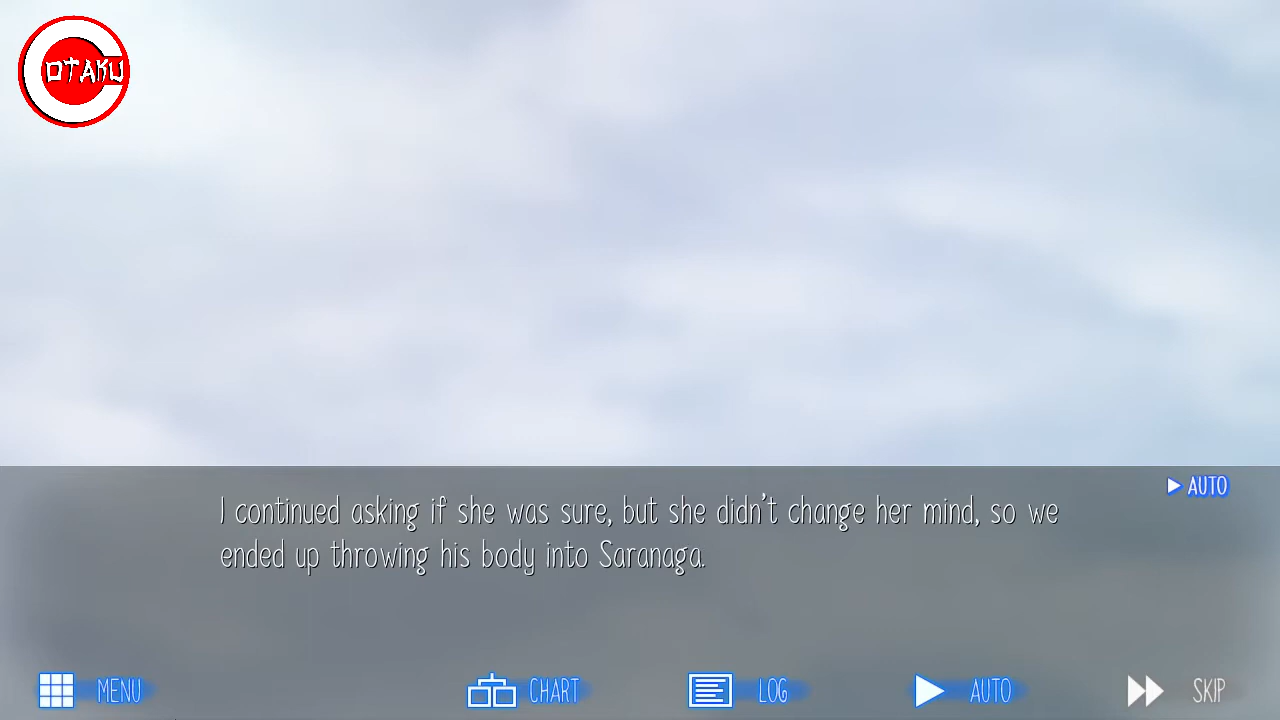 OTAKU
AUTO
I continued asking if she was sure, but she didn't change her mind, so we
ended up throwing his body into Saranaga.
MENU
CHART
LOG
AUTO
SKIP